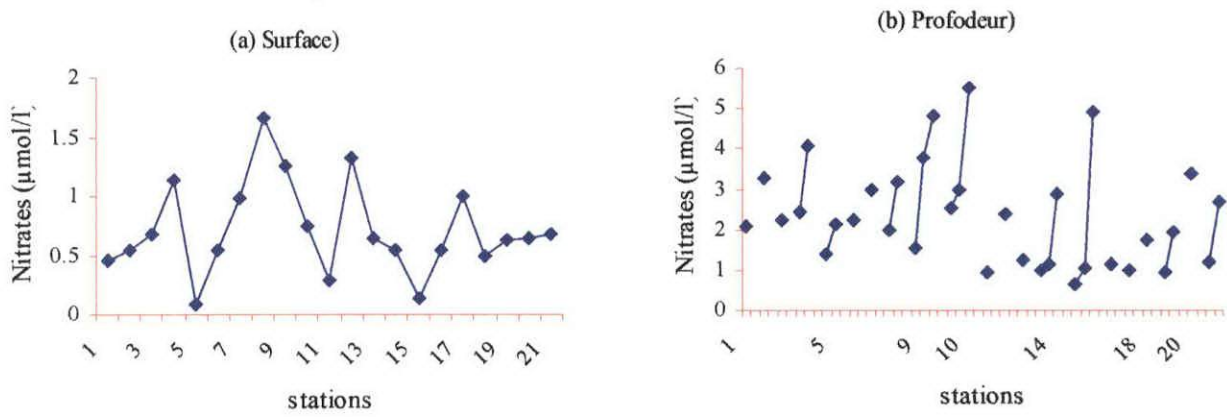 (a) Surface)
Nitrates (µmol/l)
2
1.5
1
0.5
0
1 3 5 7 9 11 13 15 17 19 21
stations
(b) Profodeur)
Nitrates (µmol/l)
6
5
4
3
2
1
0
1 5 9 10 14 18 20
stations